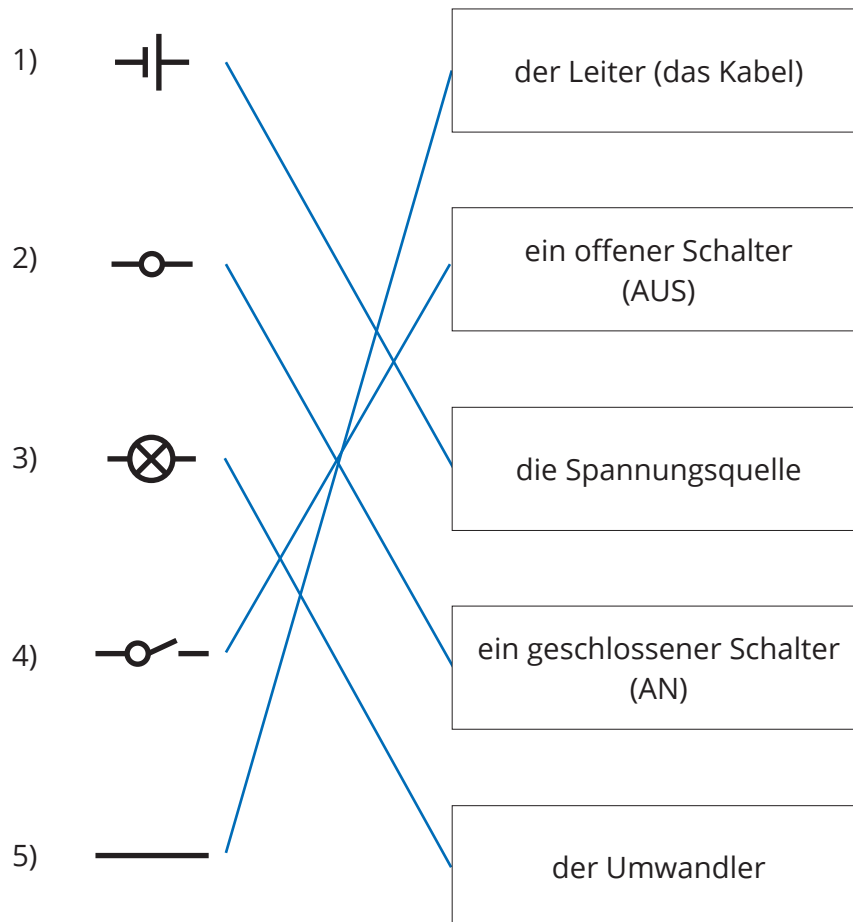 1)
der Leiter (das Kabel)
2)
ein offener Schalter
(AUS)
3)
die Spannungsquelle
4)
ein geschlossener Schalter
(AN)
5)
der Umwandler